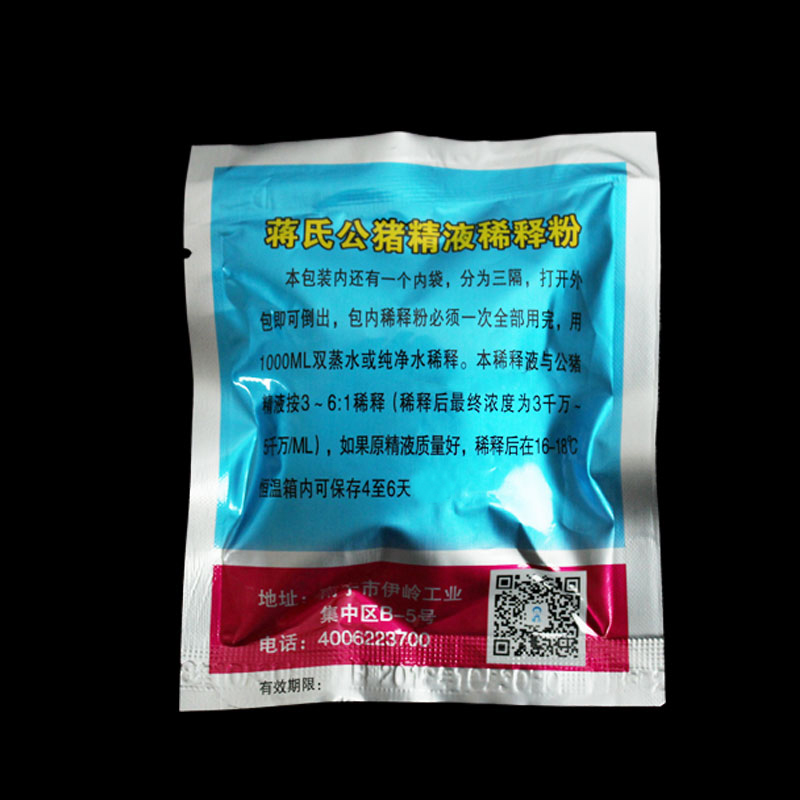 蒋氏公猪精液稀释粉
本包装内还有一个内袋，分为三隔，打开外
包即可倒出，包内稀释粉必须一次全部用完，用
1000ML双蒸水或纯净水稀释。本稀释液与公猪
精液按3～6:1稀释（稀释后最终浓度为3千万~
5千万/ML），如果原精液质量好，稀释后在16-18℃
恒温箱内可保存4至6天
地址：南宁市伊岭工业
集中区B-5号
电话：4006223700
有效期限：